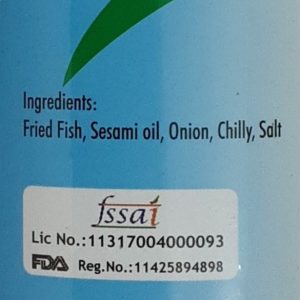 Ingredients:
Fried Fish, Sesami oil, Onion, Chilly, Salt
fssai
Lic No.:11317004000093
FDA Reg.No.:11425894898